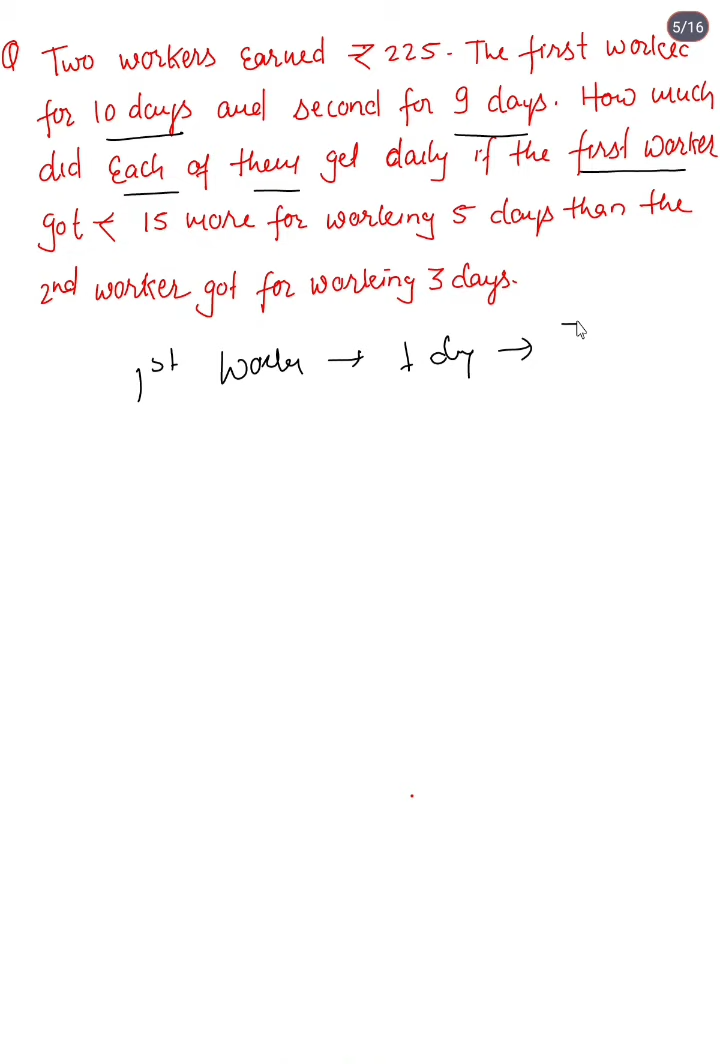 5/16
Q Two workers earned ₹ 225. The first worked
for 10 days and second for 9 days. How much
did Each of them get daily if the first worker
got ₹ 15 more for working 5 days than the
2nd worker got for working 3 days.
1st Worker → 1 day →